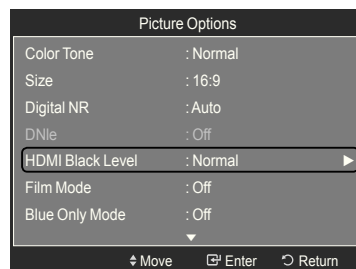 Picture Options
Color Tone : Normal
Size : 16:9
Digital NR : Auto
DNIe : Off
HDMI Black Level : Normal
Film Mode : Off
Blue Only Mode : Off
Move Enter Return